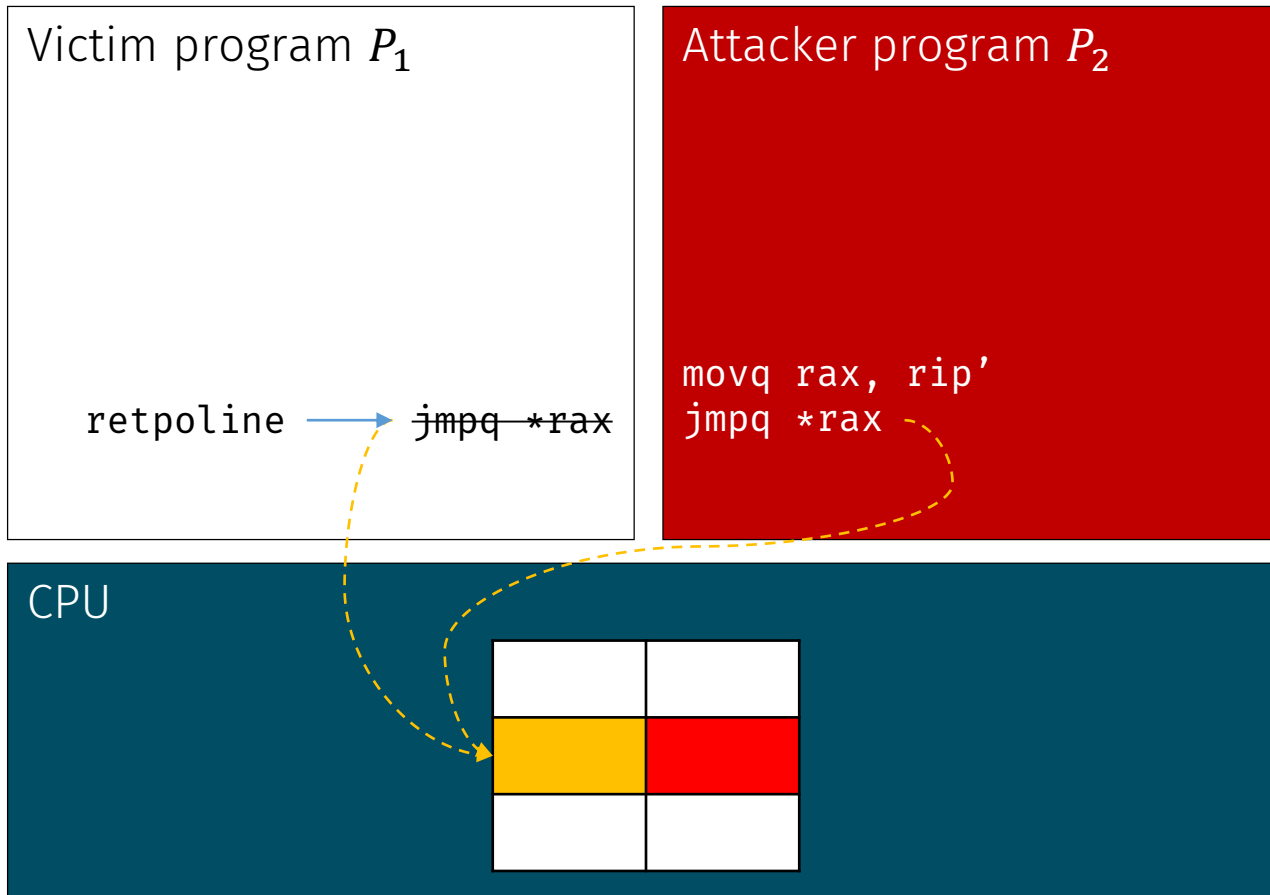 Victim program P₁
retpoline
jmpq *rax
Attacker program P₂
movq rax, rip’
jmpq *rax
CPU